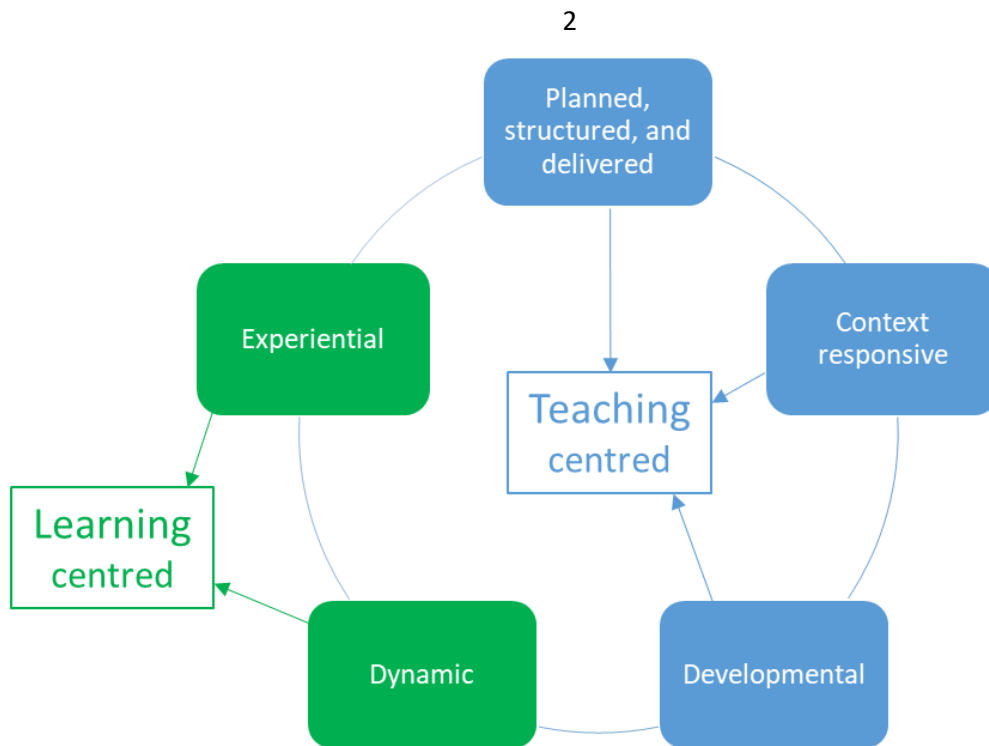 2
Planned,
structured, and
delivered
Experiential
Context
responsive
Teaching
centred
Learning
centred
Dynamic
Developmental